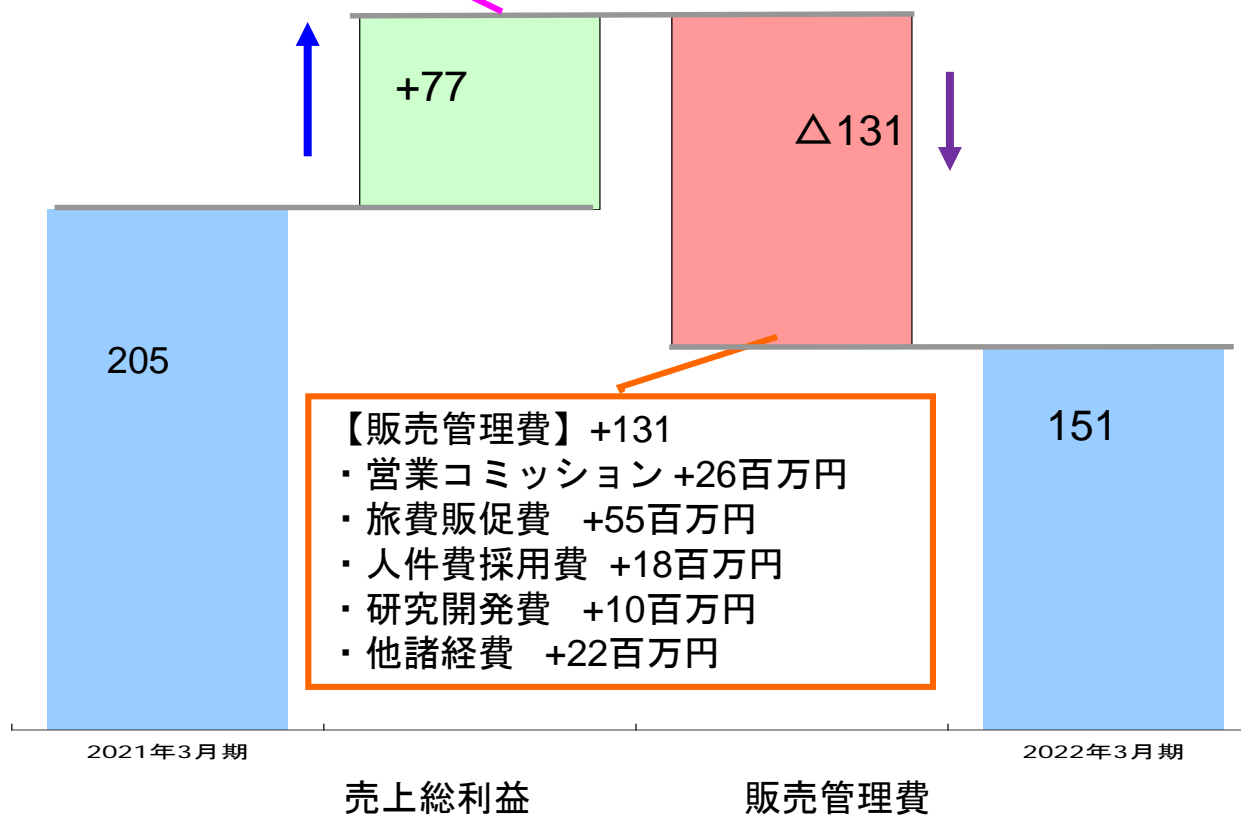 +77
△131
205
151
【販売管理費】+131
・営業コミッション +26百万円
・旅費販促費 +55百万円
・人件費採用費 +18百万円
・研究開発費 +10百万円
・他諸経費 +22百万円
2021年3月期
2022年3月期
売上総利益
販売管理費